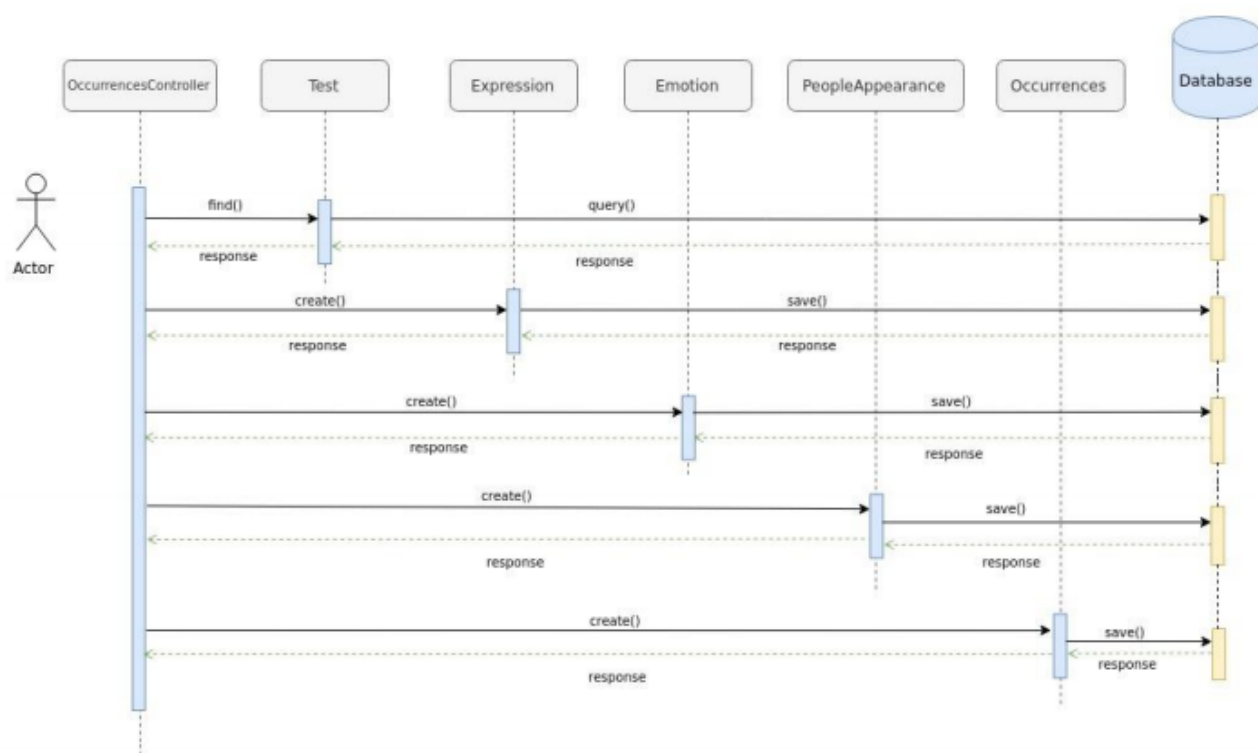 OccurrencesController
Test
Expression
Emotion
PeopleAppearance
Occurrences
Database
Actor
find()
query()
response
response
create()
save()
response
response
create()
save()
response
response
create()
save()
response
response
create()
save()
response
response